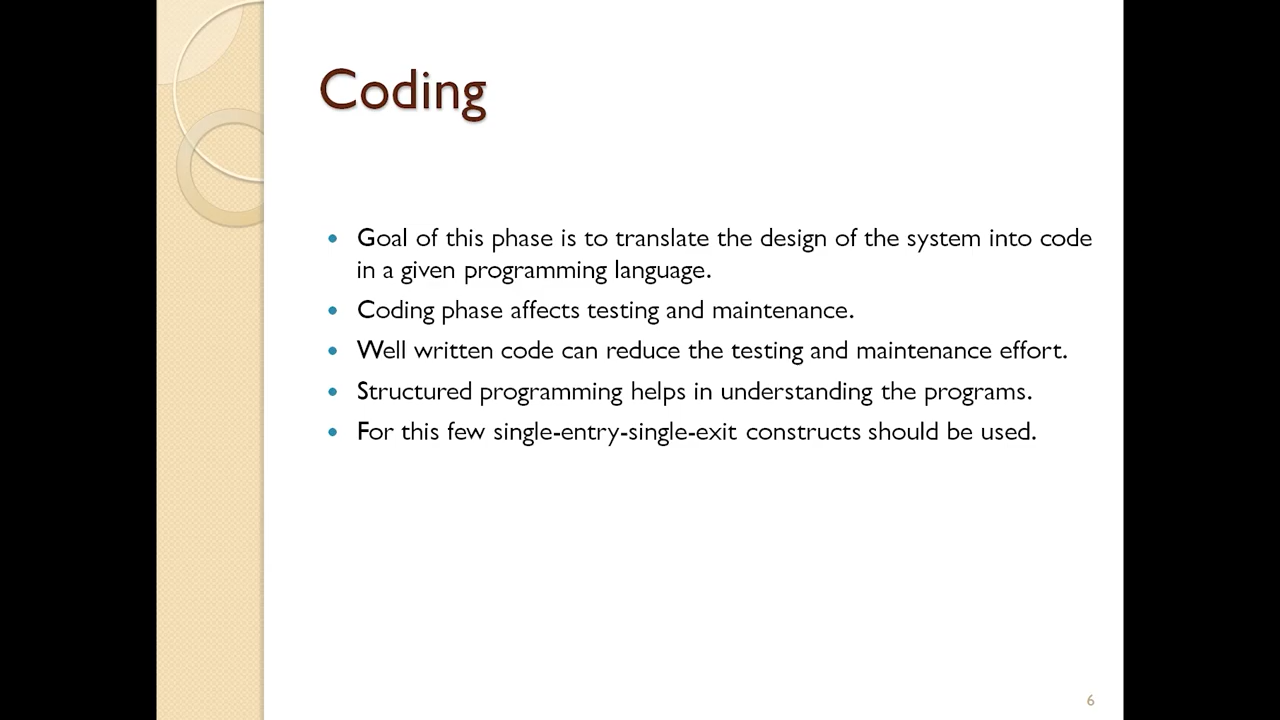 Coding
• Goal of this phase is to translate the design of the system into code
in a given programming language.
• Coding phase affects testing and maintenance.
• Well written code can reduce the testing and maintenance effort.
• Structured programming helps in understanding the programs.
• For this few single-entry-single-exit constructs should be used.
6